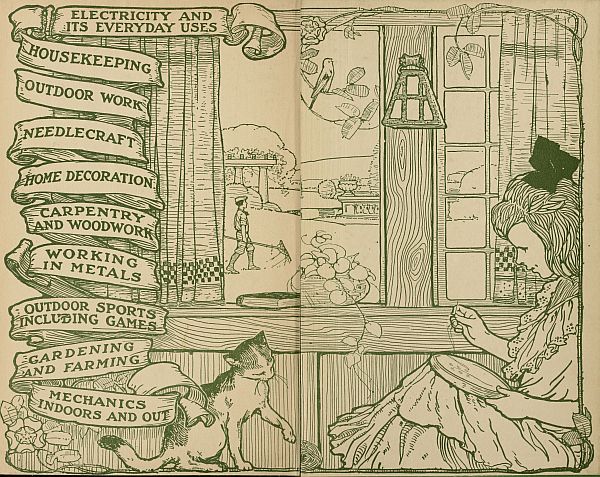 ELECTRICITY AND
ITS EVERYDAY USES
HOUSEKEEPING
OUTDOOR WORK
NEEDLECRAFT
HOME DECORATION
CARPENTRY
AND WOODWORK
WORKING
IN METALS
OUTDOOR SPORTS
INCLUDING GAMES
GARDENING
AND FARMING
MECHANICS
INDOORS AND OUT